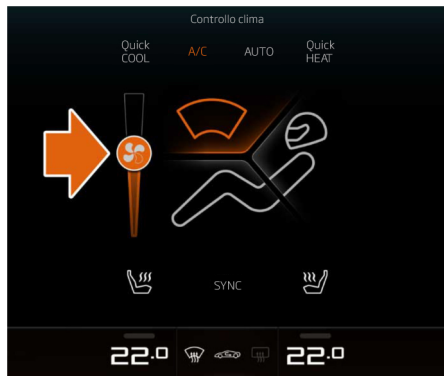 Controllo clima
Quick
COOL
A/C
AUTO
Quick
HEAT
SYNC
22.0
22.0